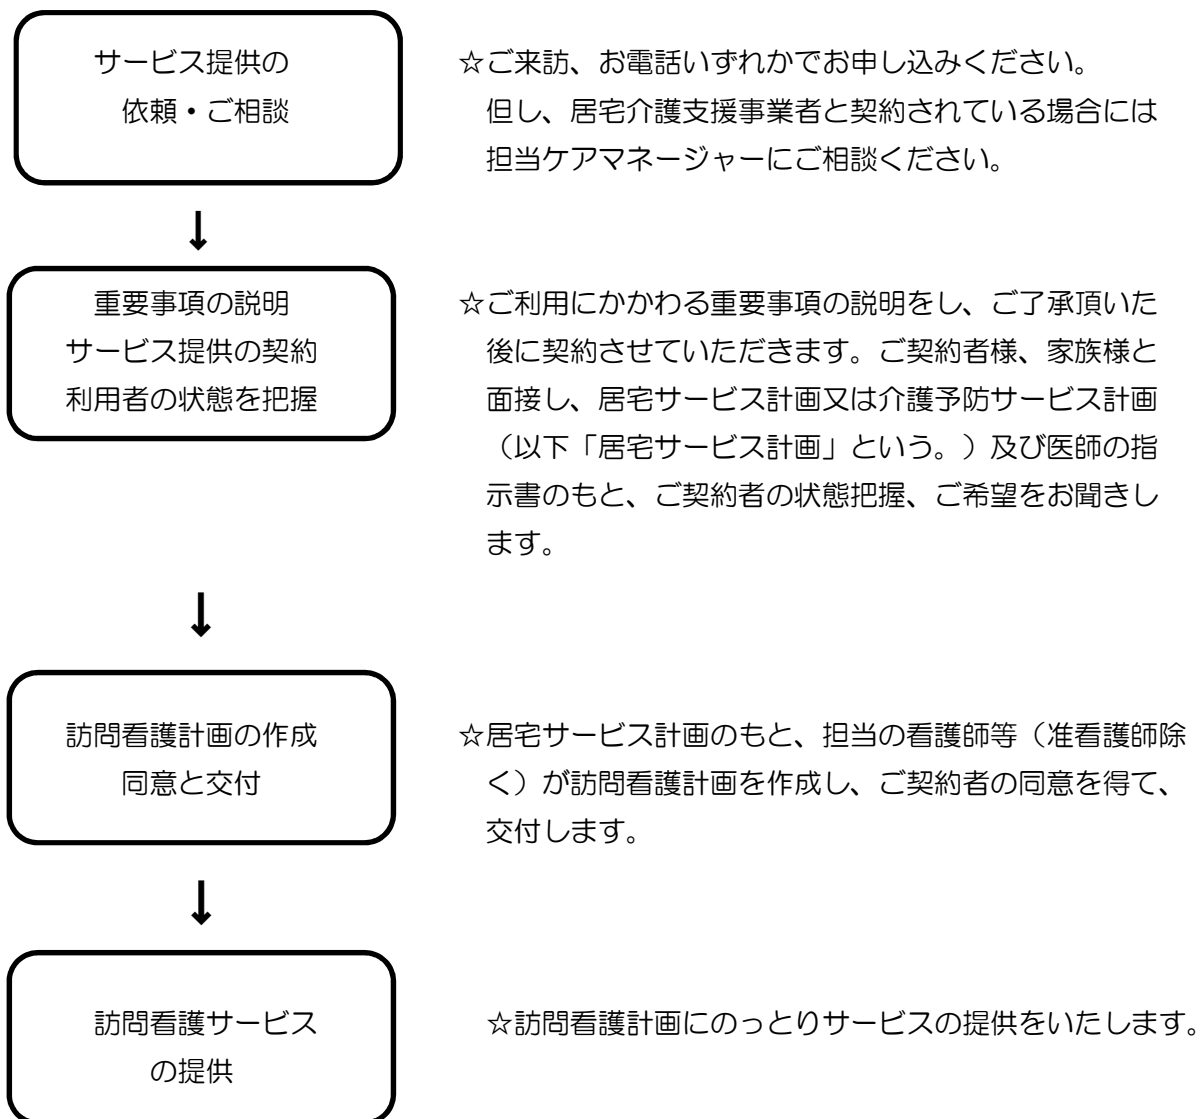 サービス提供の
依頼・ご相談
☆ご来訪、お電話いずれかでお申し込みください。
但し、居宅介護支援事業者と契約されている場合には
担当ケアマネージャーにご相談ください。
↓
重要事項の説明
サービス提供の契約
利用者の状態を把握
☆ご利用にかかわる重要事項の説明をし、ご了承頂いた
後に契約させていただきます。ご契約者様、家族様と
面接し、居宅サービス計画又は介護予防サービス計画
（以下「居宅サービス計画」という。）及び医師の指
示書のもと、ご契約者の状態把握、ご希望をお聞きし
ます。
↓
訪問看護計画の作成
同意と交付
☆居宅サービス計画のもと、担当の看護師等（准看護師除
く）が訪問看護計画を作成し、ご契約者の同意を得て、
交付します。
↓
訪問看護サービス
の提供
☆訪問看護計画にのっとりサービスの提供をいたします。